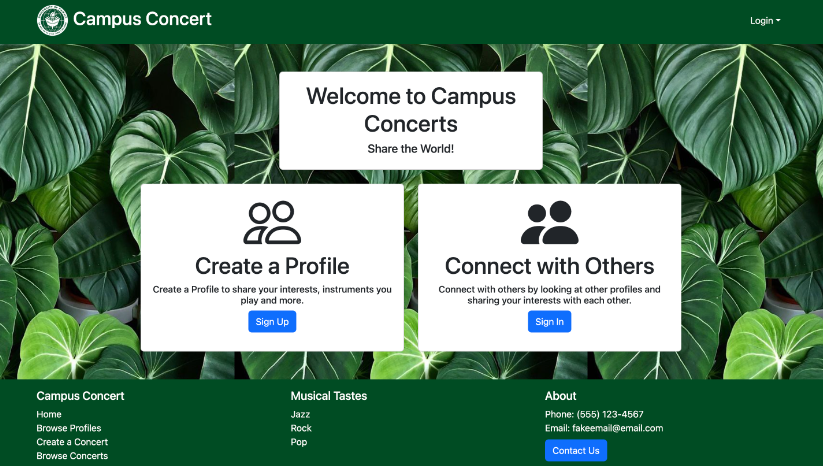 Campus Concert
Login
Welcome to Campus
Concerts
Share the World!
Create a Profile
Create a Profile to share your interests, instruments you
play and more.
Sign Up
Connect with Others
Connect with others by looking at other profiles and
sharing your interests with each other.
Sign In
Campus Concert
Home
Browse Profiles
Create a Concert
Browse Concerts
Musical Tastes
Jazz
Rock
Pop
About
Phone: (555) 123-4567
Email: fakeemail@email.com
Contact Us